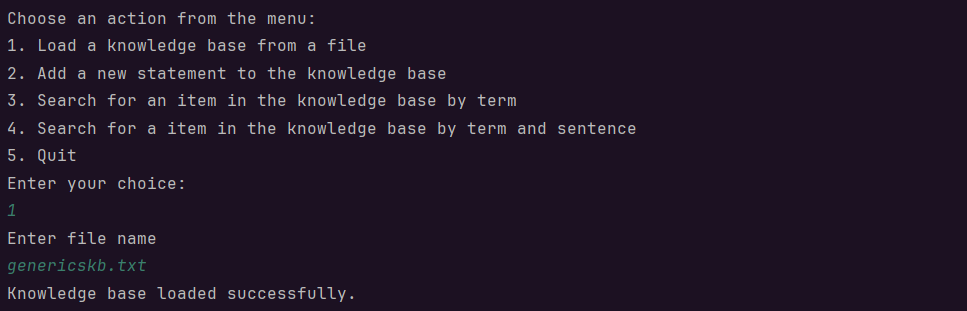 Choose an action from the menu:
1. Load a knowledge base from a file
2. Add a new statement to the knowledge base
3. Search for an item in the knowledge base by term
4. Search for a item in the knowledge base by term and sentence
5. Quit
Enter your choice:
1
Enter file name
genericskb.txt
Knowledge base loaded successfully.